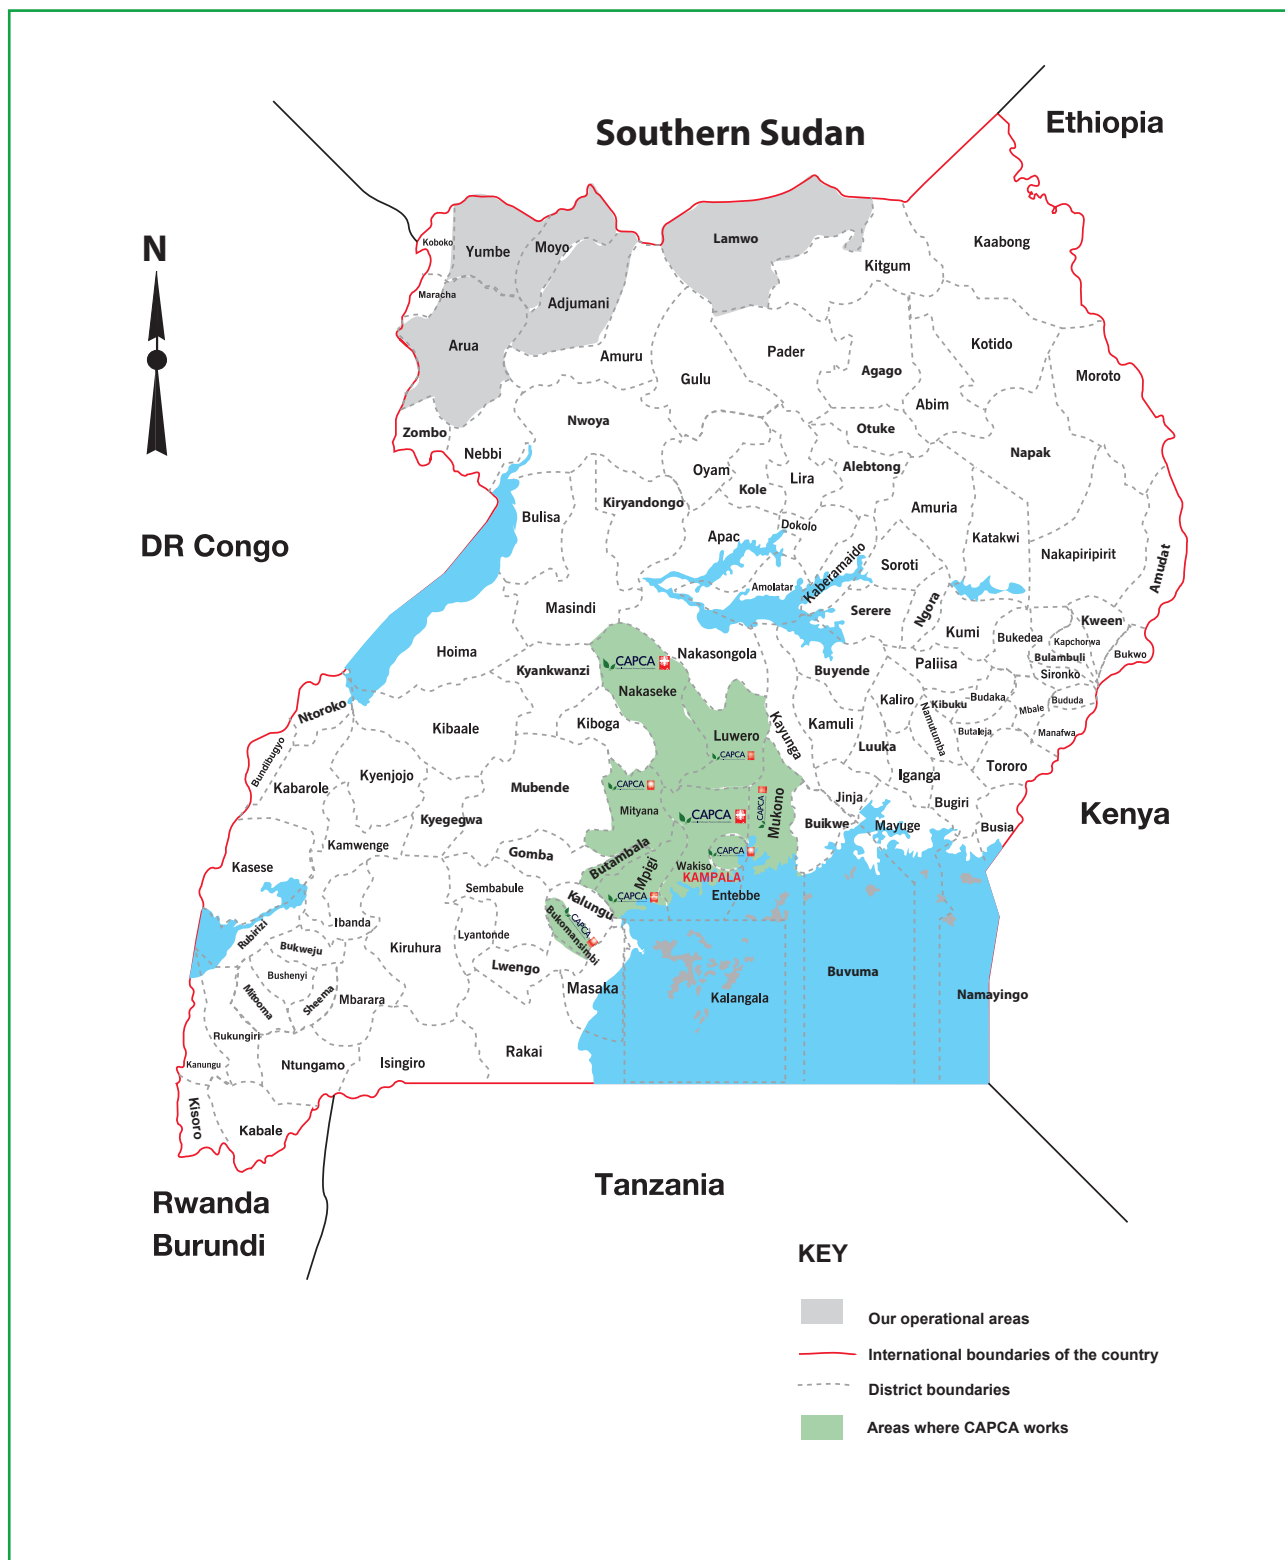 Southern Sudan
Ethiopia
N
Koboko
Yumbe
Moyo
Lamwo
Kaabong
Kitgum
Maracha
Adjumani
Arua
Amuru
Pader
Kotido
Gulu
Agago
Moroto
Abim
Zombo
Nwoya
Otuke
Nebbi
Napak
Oyam
Lira
Alebtong
Kole
Kiryandongo
Bulisa
Amuria
Dokolo
Apac
Katakwi
DR Congo
Nakapiripirit
Amudat
Kaberamaido
Soroti
Amolatar
Masindi
Serere
Ngora
Kumi
Bukedea
Kween
Kapchorwa
Hoima
Nakasongola
CAPCA
Kyankwanzi
Buyende
Paliisa
Bulambuli
Bukwo
Sironko
Nakaseke
Ntoroko
Kaliro
Kibuku
Budaka
Bududa
Mbale
Kibaale
Kiboga
Kayunga
Kamuli
Namutumba
Butaleja
Manafwa
Luwero
CAPCA
Luuka
Bundibugyo
Kabarole
Kyenjojo
Iganga
Tororo
Mubende
CAPCA
Mityana
CAPCA
Mukono
Jinja
Bugiri
Kenya
Kyegegwa
CAPCA
Buikwe
Mayuge
Busia
Kamwenge
Gomba
Butambala
CAPCA
Kasese
Mpigi
Wakiso
KAMPALA
Sembabule
CAPCA
Entebbe
Kalungu
CAPCA
Bukomansimbi
Ibanda
Rubirizi
Lyantonde
Bukweju
Kiruhura
Lwengo
Bushenyi
Masaka
Buvuma
Mitooma
Sheema
Mbarara
Kalangala
Namayingo
Rukungiri
Rakai
Kanungu
Ntungamo
Isingiro
Kisoro
Kabale
Tanzania
Rwanda
Burundi
KEY
Our operational areas
International boundaries of the country
District boundaries
Areas where CAPCA works